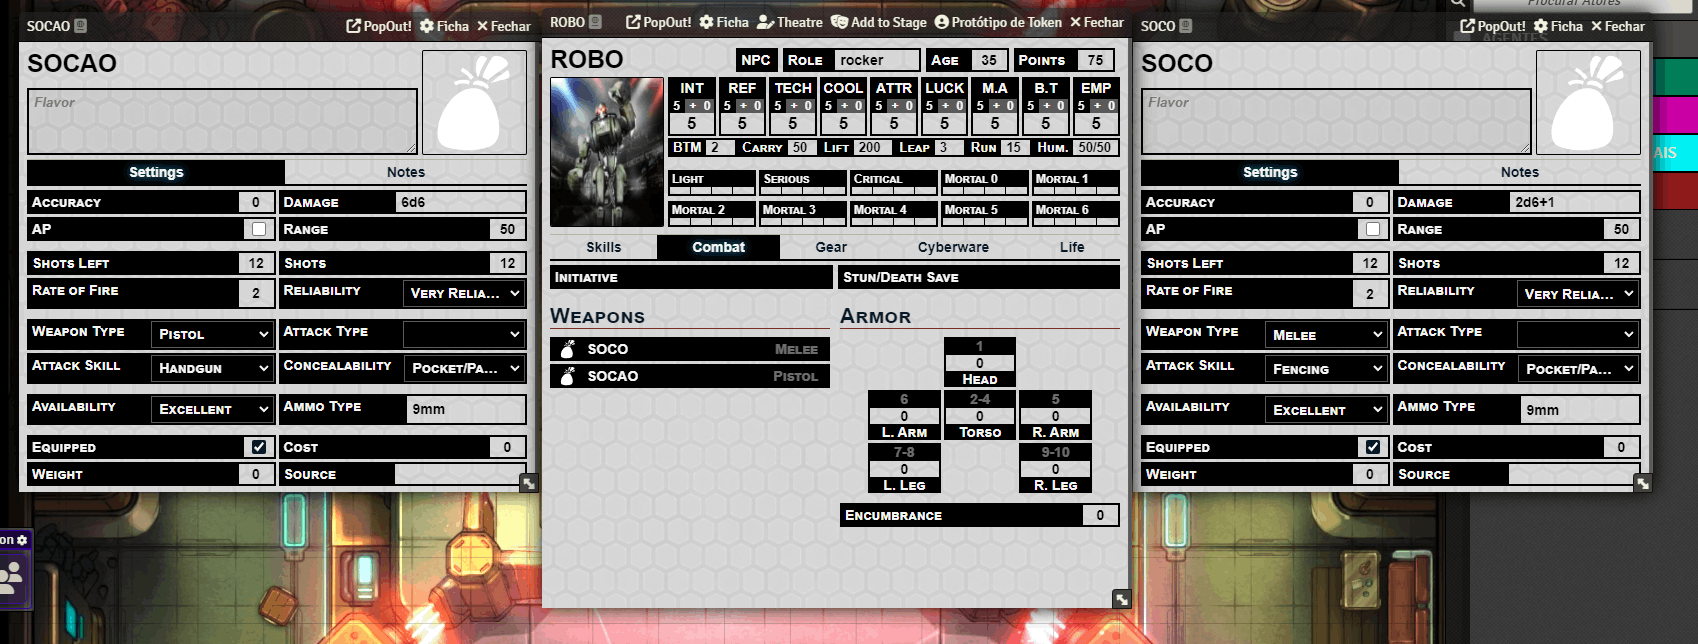 SOCAO
PopOut! Ficha Fechar
SOCAO
Flavor
Settings Notes
Accuracy 0 Damage 6d6
AP Range 50
Shots Left 12 Shots 12
Rate of Fire 2 Reliability Very Relia...
Weapon Type Pistol Attack Type
Attack Skill Handgun Concealability Pocket/Pa...
Availability Excellent Ammo Type 9mm
Equipped Cost 0
Weight 0 Source
on
ROBO
PopOut! Ficha Theatre Add to Stage Protótipo de Token Fechar
ROBO
NPC Role rocker Age 35 Points 75
INT REF TECH COOL ATTR LUCK M.A B.T EMP
5 + 0 5 + 0 5 + 0 5 + 0 5 + 0 5 + 0 5 + 0 5 + 0 5 + 0
5 5 5 5 5 5 5 5 5
BTM 2 Carry 50 Lift 200 Leap 3 Run 15 Hum. 50/50
Light Serious Critical Mortal 0 Mortal 1
Mortal 2 Mortal 3 Mortal 4 Mortal 5 Mortal 6
Skills Combat Gear Cyberware Life
Initiative Stun/Death Save
Weapons
SOCO Melee
SOCAO Pistol
Armor
1
0
Head
6 2-4 5
0 0 0
L. Arm Torso R. Arm
7-8 9-10
0 0
L. Leg R. Leg
Encumbrance 0
SOCO
PopOut! Ficha Fechar
SOCO
Flavor
Settings Notes
Accuracy 0 Damage 2d6+1
AP Range 50
Shots Left 12 Shots 12
Rate of Fire 2 Reliability Very Relia...
Weapon Type Melee Attack Type
Attack Skill Fencing Concealability Pocket/Pa...
Availability Excellent Ammo Type 9mm
Equipped Cost 0
Weight 0 Source
Procurar Atores
AGENTES
AIS